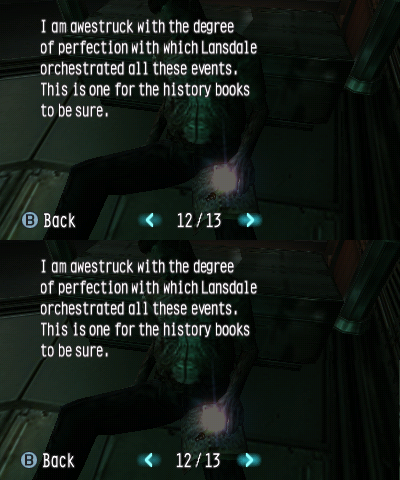 I am awestruck with the degree
of perfection with which Lansdale
orchestrated all these events.
This is one for the history books
to be sure.
B Back
12/13
I am awestruck with the degree
of perfection with which Lansdale
orchestrated all these events.
This is one for the history books
to be sure.
B Back
12/13